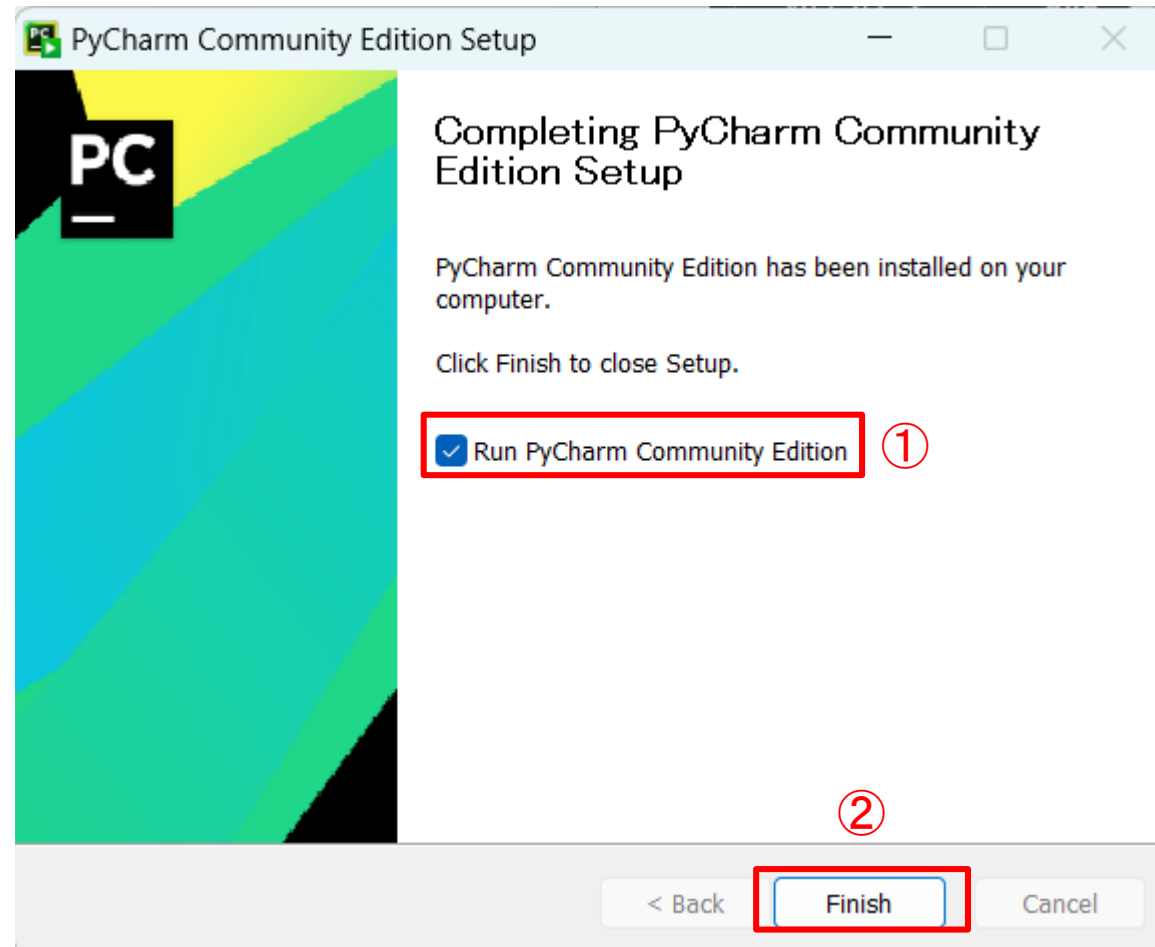 PyCharm Community Edition Setup
PC
Completing PyCharm Community
Edition Setup
PyCharm Community Edition has been installed on your
computer.
Click Finish to close Setup.
Run PyCharm Community Edition ①
②
< Back Finish Cancel